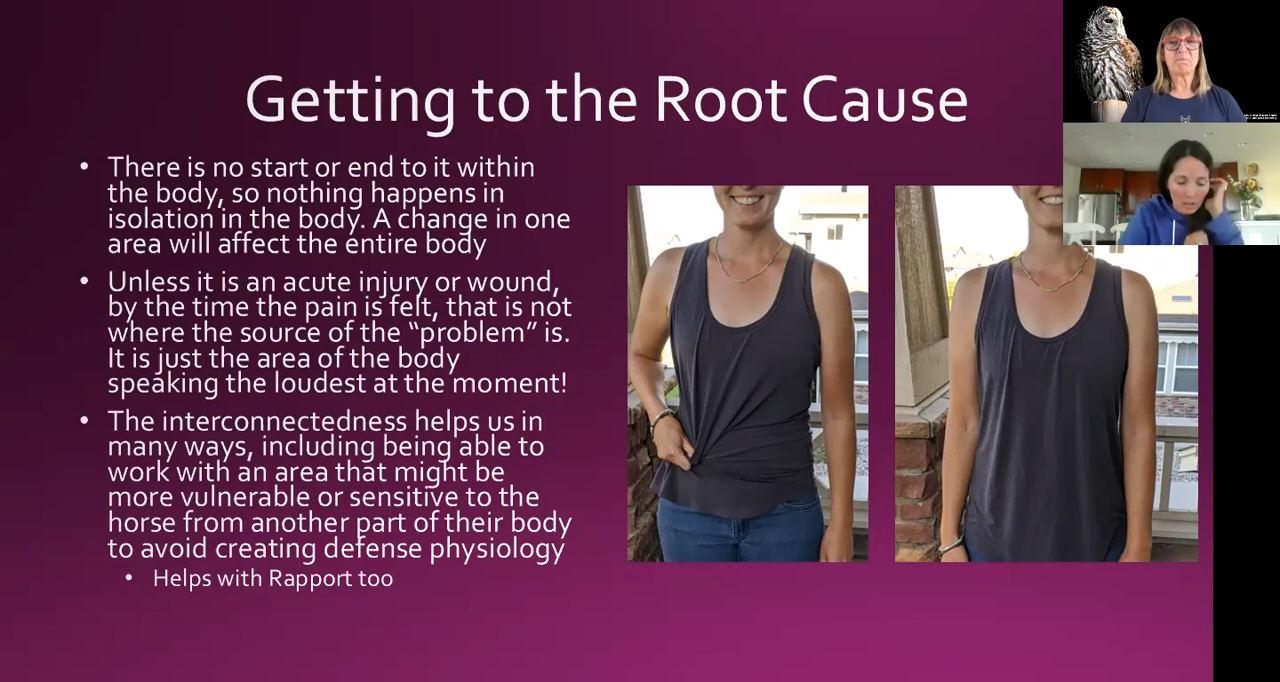 Getting to the Root Cause
• There is no start or end to it within
the body, so nothing happens in
isolation in the body. A change in one
area will affect the entire body
• Unless it is an acute injury or wound,
by the time the pain is felt, that is not
where the source of the “problem” is.
It is just the area of the body
speaking the loudest at the moment!
• The interconnectedness helps us in
many ways, including being able to
work with an area that might be
more vulnerable or sensitive to the
horse from another part of their body
to avoid creating defense physiology
• Helps with Rapport too